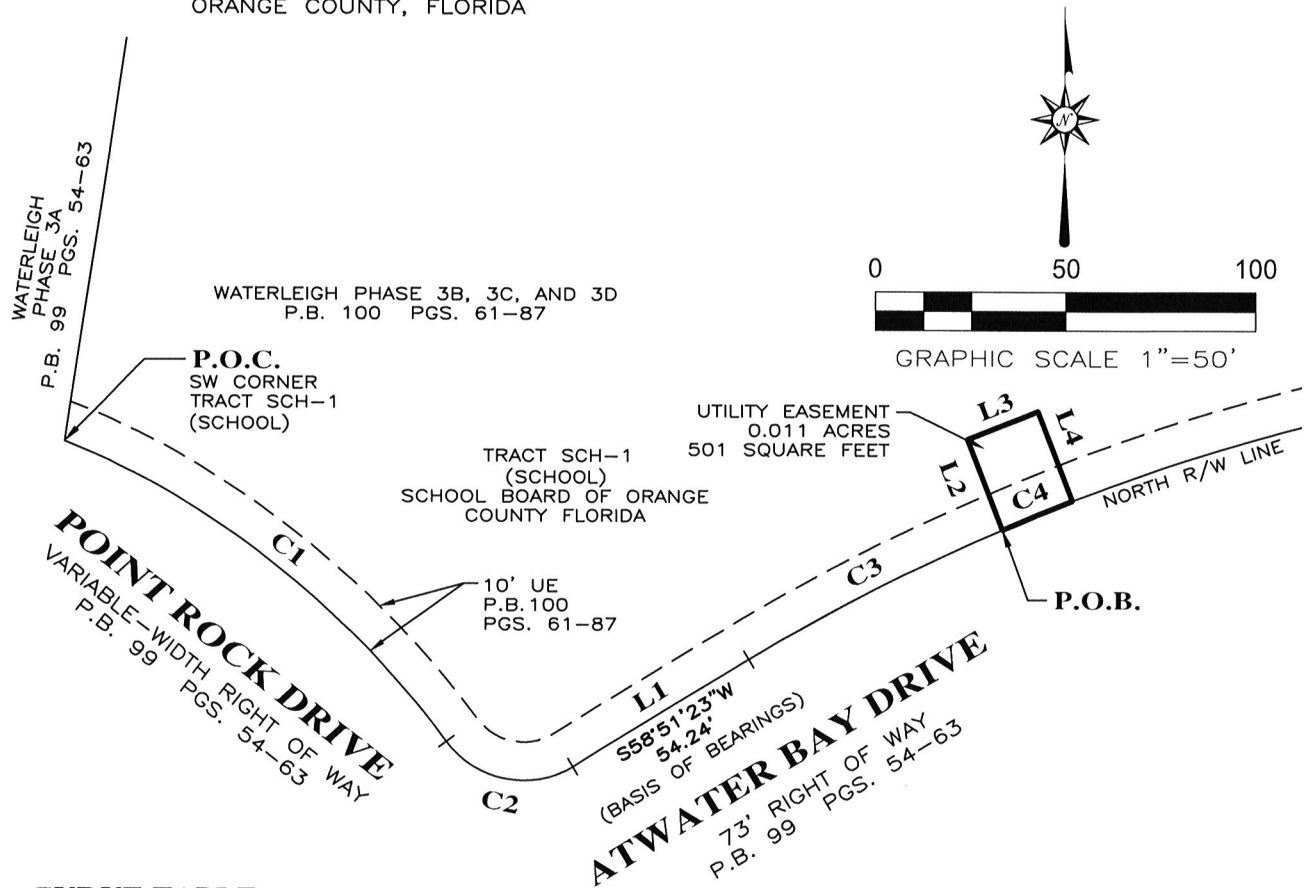 ORANGE COUNTY, FLORIDA
WATERLEIGH
PHASE 3A
P.B. 99 PGS. 54-63
N
0 50 100
GRAPHIC SCALE 1"=50'
WATERLEIGH PHASE 3B, 3C, AND 3D
P.B. 100 PGS. 61-87
P.O.C.
SW CORNER
TRACT SCH-1
(SCHOOL)
UTILITY EASEMENT
0.011 ACRES
501 SQUARE FEET
L3
L4
L2
C4
NORTH R/W LINE
TRACT SCH-1
(SCHOOL)
SCHOOL BOARD OF ORANGE
COUNTY FLORIDA
C1
C3
10' UE
P.B.100
PGS. 61-87
P.O.B.
POINT ROCK DRIVE
VARIABLE-WIDTH RIGHT OF WAY
P.B. 99 PGS. 54-63
L1
S58°51'23"W
54.24'
(BASIS OF BEARINGS)
C2
ATWATER BAY DRIVE
73' RIGHT OF WAY
P.B. 99 PGS. 54-63